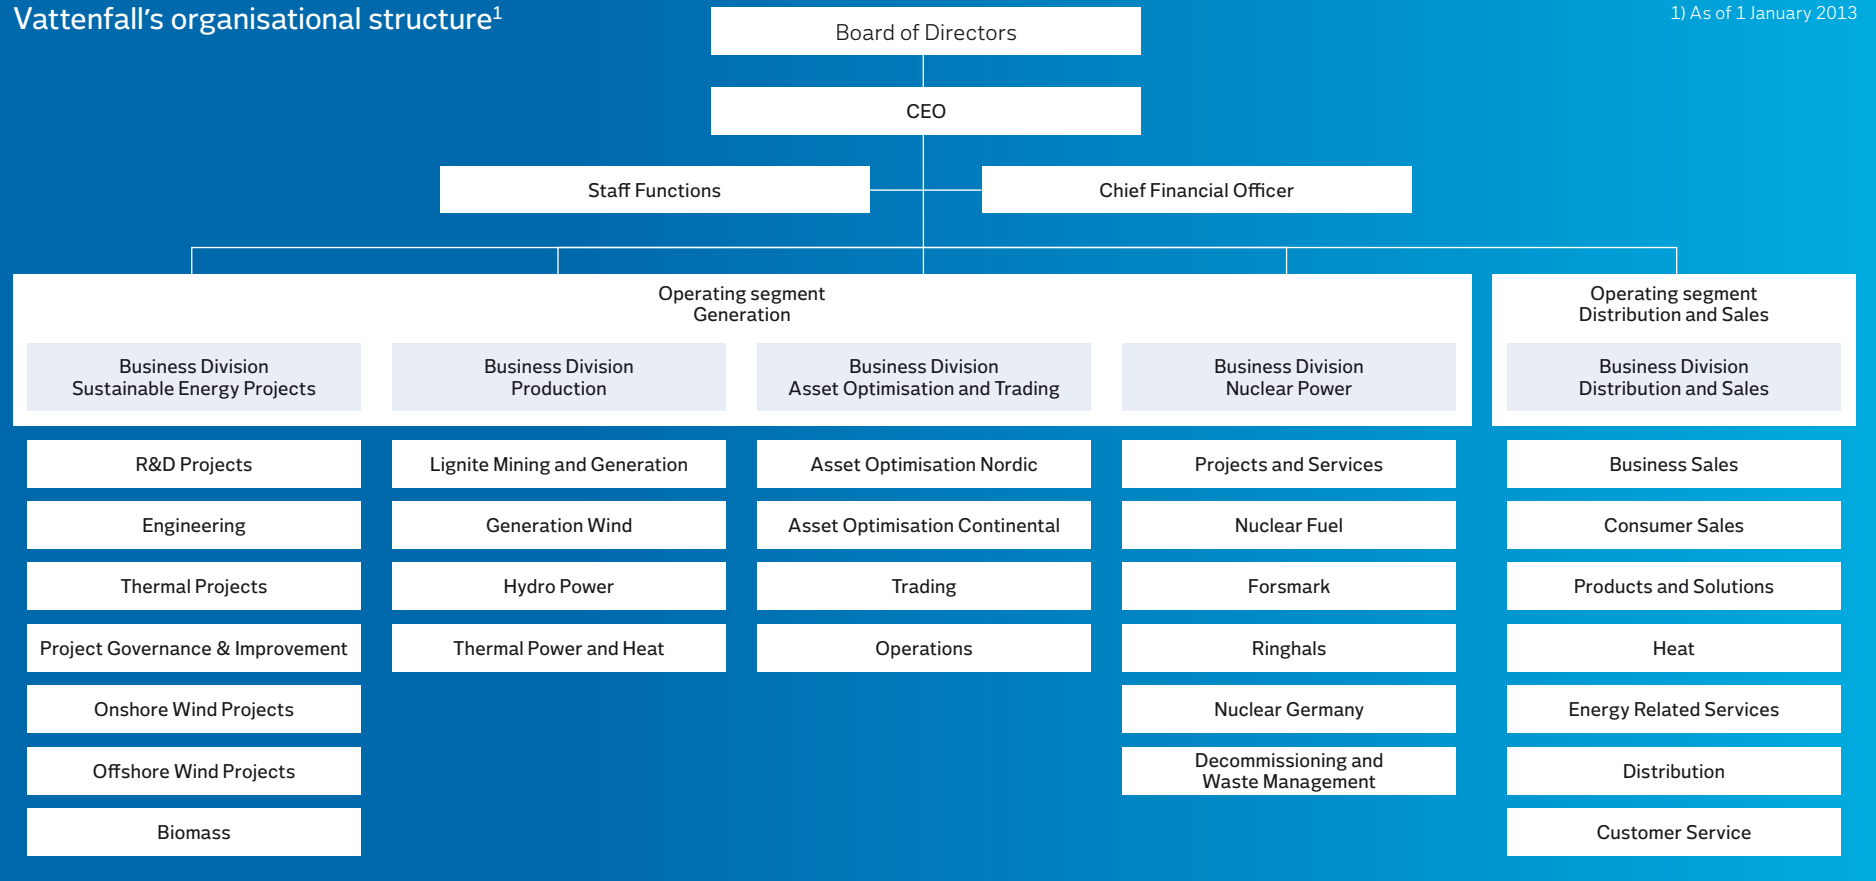 Vattenfall’s organisational structure¹
1) As of 1 January 2013
Board of Directors
CEO
Staff Functions
Chief Financial Officer
Operating segment
Generation
Operating segment
Distribution and Sales
Business Division
Sustainable Energy Projects
Business Division
Production
Business Division
Asset Optimisation and Trading
Business Division
Nuclear Power
Business Division
Distribution and Sales
R&D Projects
Engineering
Thermal Projects
Project Governance & Improvement
Onshore Wind Projects
Offshore Wind Projects
Biomass
Lignite Mining and Generation
Generation Wind
Hydro Power
Thermal Power and Heat
Asset Optimisation Nordic
Asset Optimisation Continental
Trading
Operations
Projects and Services
Nuclear Fuel
Forsmark
Ringhals
Nuclear Germany
Decommissioning and
Waste Management
Business Sales
Consumer Sales
Products and Solutions
Heat
Energy Related Services
Distribution
Customer Service